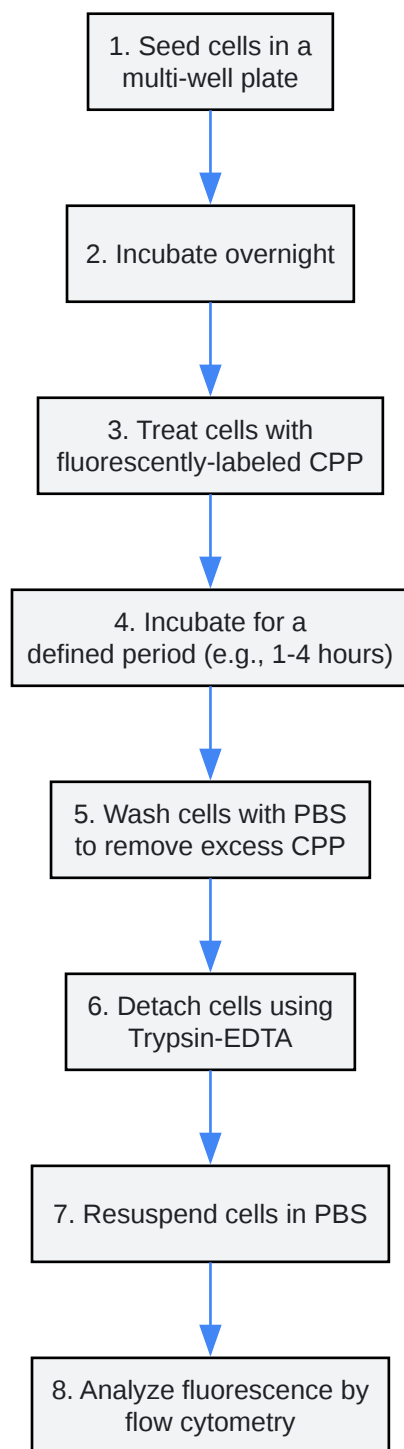 1. Seed cells in a
multi-well plate
2. Incubate overnight
3. Treat cells with
fluorescently-labeled CPP
4. Incubate for a
defined period (e.g., 1-4 hours)
5. Wash cells with PBS
to remove excess CPP
6. Detach cells using
Trypsin-EDTA
7. Resuspend cells in PBS
8. Analyze fluorescence by
flow cytometry